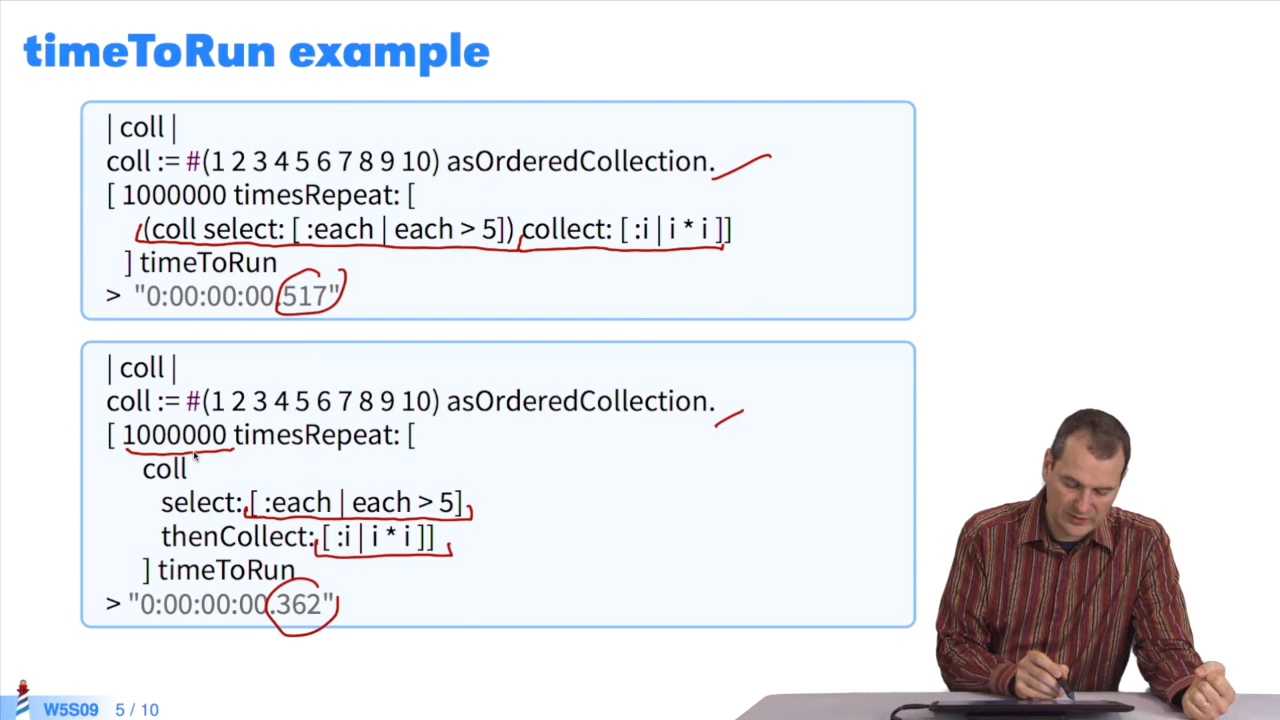 timeToRun example
| coll |
coll := #(1 2 3 4 5 6 7 8 9 10) asOrderedCollection.
[ 1000000 timesRepeat: [
(coll select: [ :each | each > 5]) collect: [ :i | i * i ]]
] timeToRun
> "0:00:00:00.517"
| coll |
coll := #(1 2 3 4 5 6 7 8 9 10) asOrderedCollection.
[ 1000000 timesRepeat: [
coll
select: [ :each | each > 5]
thenCollect: [ :i | i * i ]]
] timeToRun
> "0:00:00:00.362"
W5S09 5 / 10